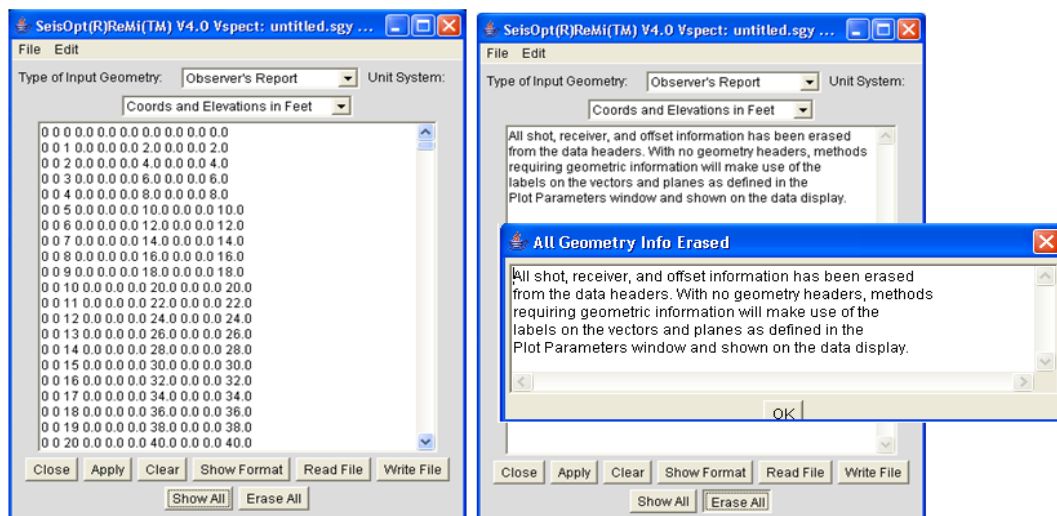 SeisOpt(R)ReMi(TM) V4.0 Vspect: untitled.sgy ...
File Edit
Type of Input Geometry: Observer's Report Unit System:
Coords and Elevations in Feet
0 0 0 0.0 0.0 0.0 0.0 0.0 0.0 0.0
0 0 1 0.0 0.0 0.0 2.0 0.0 0.0 2.0
0 0 2 0.0 0.0 0.0 4.0 0.0 0.0 4.0
0 0 3 0.0 0.0 0.0 6.0 0.0 0.0 6.0
0 0 4 0.0 0.0 0.0 8.0 0.0 0.0 8.0
0 0 5 0.0 0.0 0.0 10.0 0.0 0.0 10.0
0 0 6 0.0 0.0 0.0 12.0 0.0 0.0 12.0
0 0 7 0.0 0.0 0.0 14.0 0.0 0.0 14.0
0 0 8 0.0 0.0 0.0 16.0 0.0 0.0 16.0
0 0 9 0.0 0.0 0.0 18.0 0.0 0.0 18.0
0 0 10 0.0 0.0 0.0 20.0 0.0 0.0 20.0
0 0 11 0.0 0.0 0.0 22.0 0.0 0.0 22.0
0 0 12 0.0 0.0 0.0 24.0 0.0 0.0 24.0
0 0 13 0.0 0.0 0.0 26.0 0.0 0.0 26.0
0 0 14 0.0 0.0 0.0 28.0 0.0 0.0 28.0
0 0 15 0.0 0.0 0.0 30.0 0.0 0.0 30.0
0 0 16 0.0 0.0 0.0 32.0 0.0 0.0 32.0
0 0 17 0.0 0.0 0.0 34.0 0.0 0.0 34.0
0 0 18 0.0 0.0 0.0 36.0 0.0 0.0 36.0
0 0 19 0.0 0.0 0.0 38.0 0.0 0.0 38.0
0 0 20 0.0 0.0 0.0 40.0 0.0 0.0 40.0
Close Apply Clear Show Format Read File Write File
Show All Erase All
SeisOpt(R)ReMi(TM) V4.0 Vspect: untitled.sgy ...
File Edit
Type of Input Geometry: Observer's Report Unit System:
Coords and Elevations in Feet
All shot, receiver, and offset information has been erased
from the data headers. With no geometry headers, methods
requiring geometric information will make use of the
labels on the vectors and planes as defined in the
Plot Parameters window and shown on the data display.
All Geometry Info Erased
All shot, receiver, and offset information has been erased
from the data headers. With no geometry headers, methods
requiring geometric information will make use of the
labels on the vectors and planes as defined in the
Plot Parameters window and shown on the data display.
OK
Close Apply Clear Show Format Read File Write File
Show All Erase All